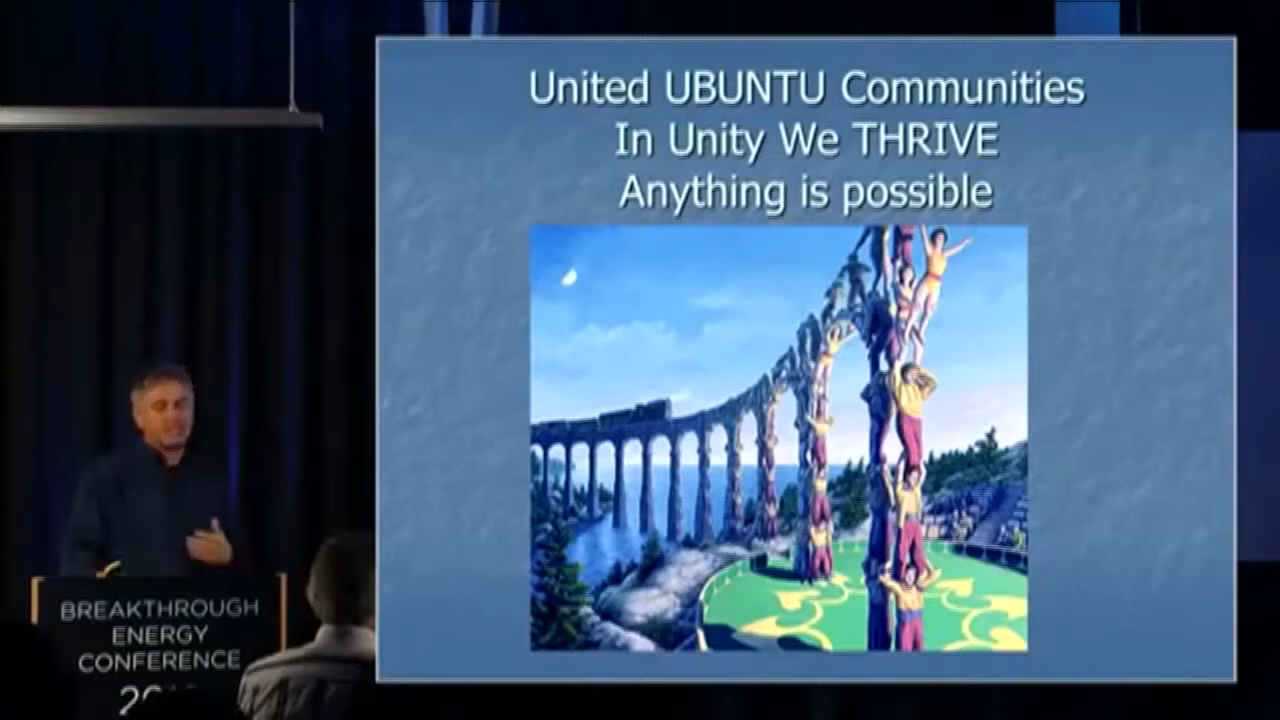 United UBUNTU Communities
In Unity We THRIVE
Anything is possible
BREAKTHROUGH
ENERGY
CONFERENCE